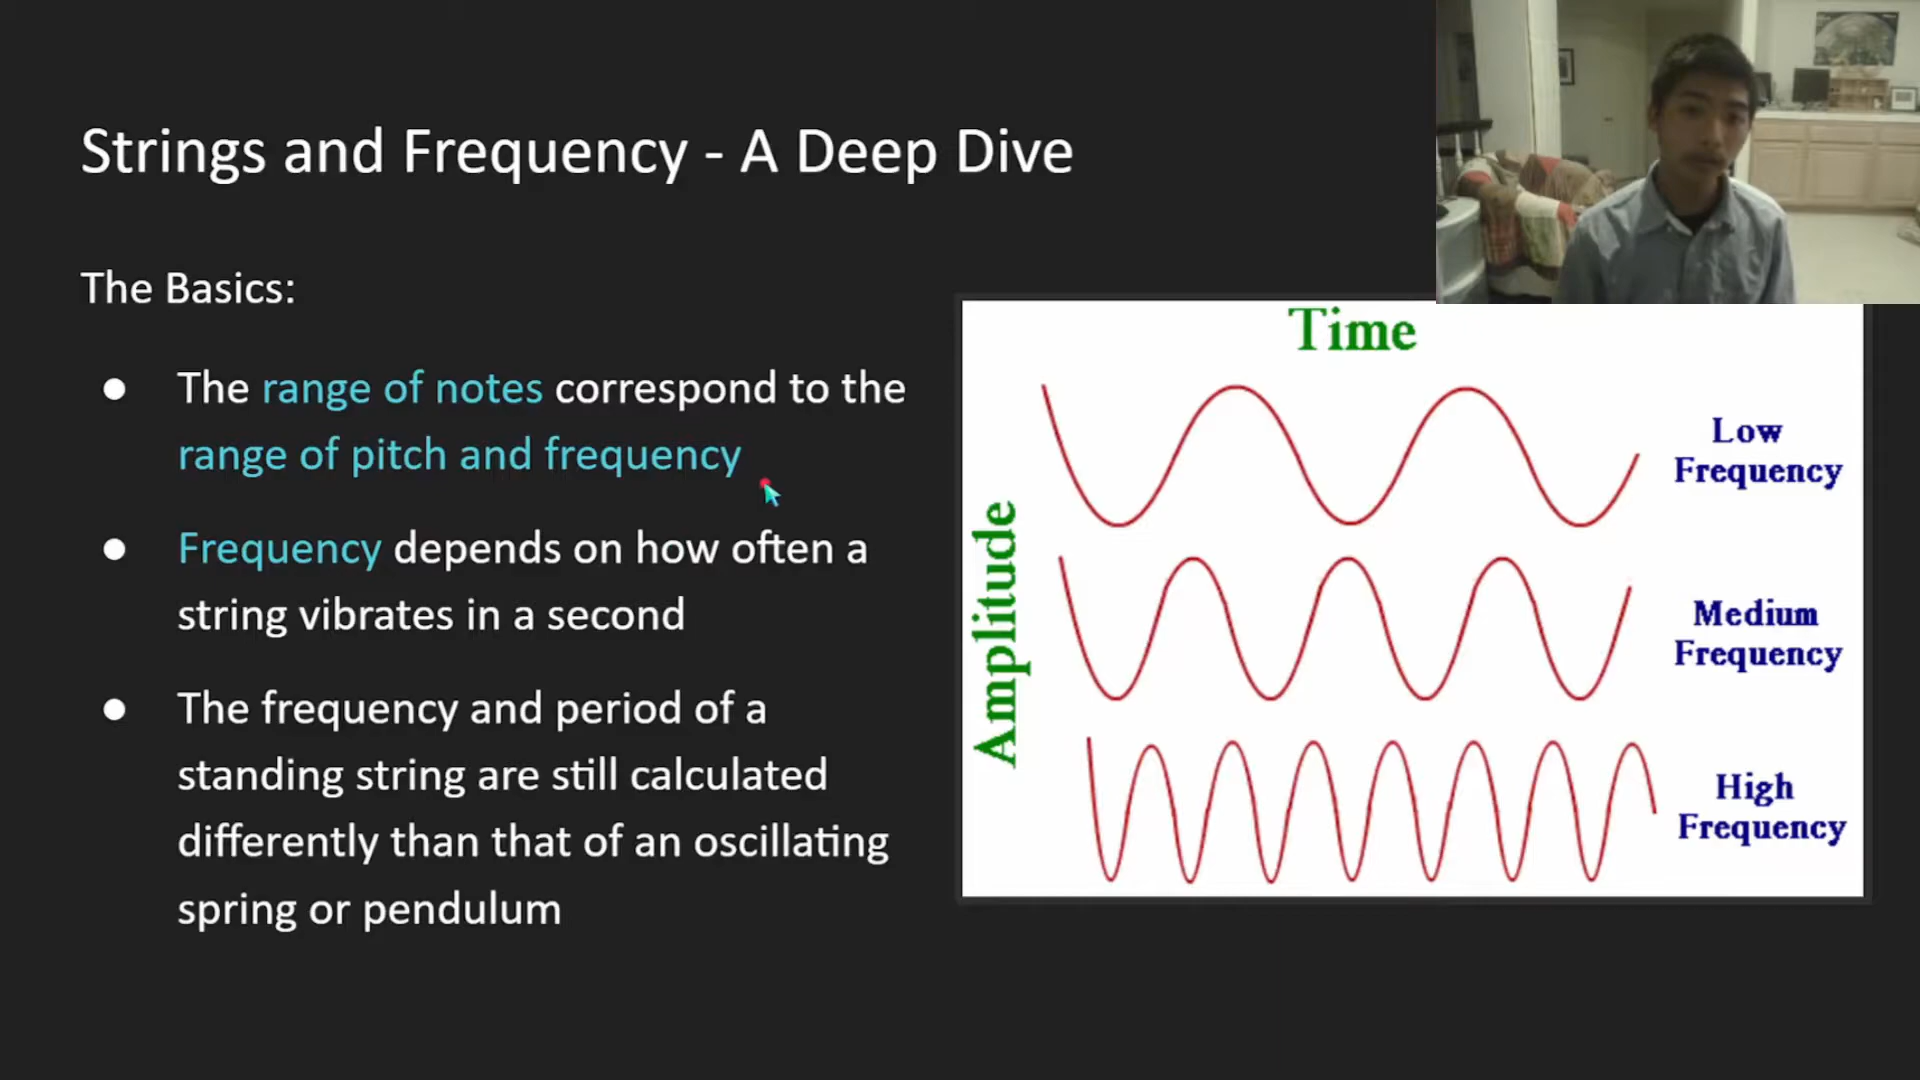 Strings and Frequency - A Deep Dive
The Basics:
● The range of notes correspond to the
range of pitch and frequency
● Frequency depends on how often a
string vibrates in a second
● The frequency and period of a
standing string are still calculated
differently than that of an oscillating
spring or pendulum
Time
Amplitude
Low
Frequency
Medium
Frequency
High
Frequency